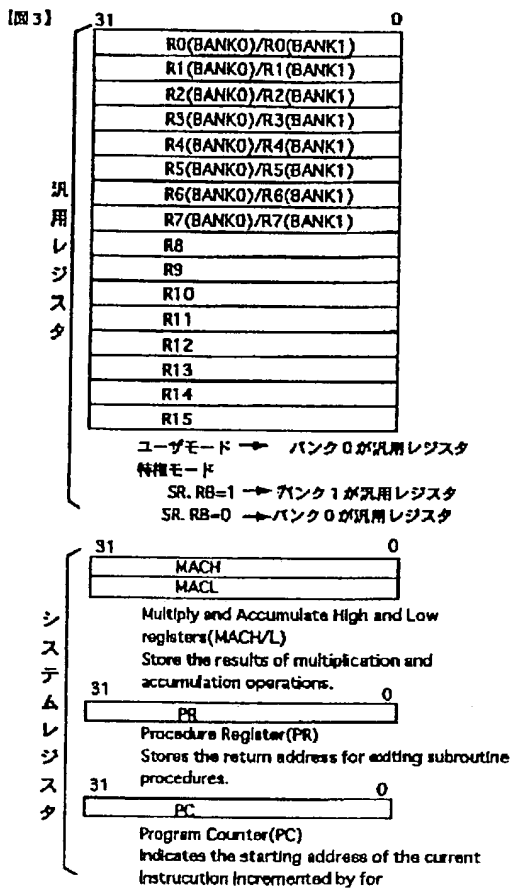 【図3】
31 0
R0(BANK0)/R0(BANK1)
R1(BANK0)/R1(BANK1)
R2(BANK0)/R2(BANK1)
R3(BANK0)/R3(BANK1)
R4(BANK0)/R4(BANK1)
R5(BANK0)/R5(BANK1)
R6(BANK0)/R6(BANK1)
R7(BANK0)/R7(BANK1)
R8
R9
R10
R11
R12
R13
R14
R15
汎用レジスタ
ユーザモード → バンク0が汎用レジスタ
特権モード
SR.RB=1 → バンク1が汎用レジスタ
SR.RB=0 → バンク0が汎用レジスタ
システムレジスタ
31 0
MACH
MACL
Multiply and Accumulate High and Low
registers(MACH/L)
Store the results of multiplication and
accumulation operations.
31 0
PR
Procedure Register(PR)
Stores the return address for exiting subroutine
procedures.
31 0
PC
Program Counter(PC)
Indicates the starting address of the current
Instrucution incremented by for